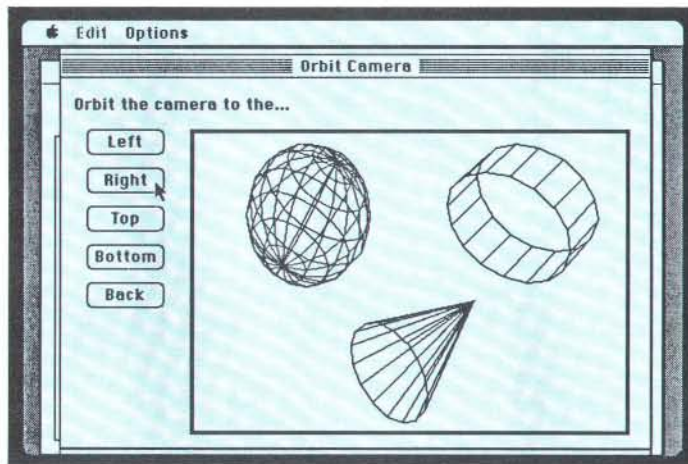 Edit Options
Orbit Camera
Orbit the camera to the...
Left
Right
Top
Bottom
Back